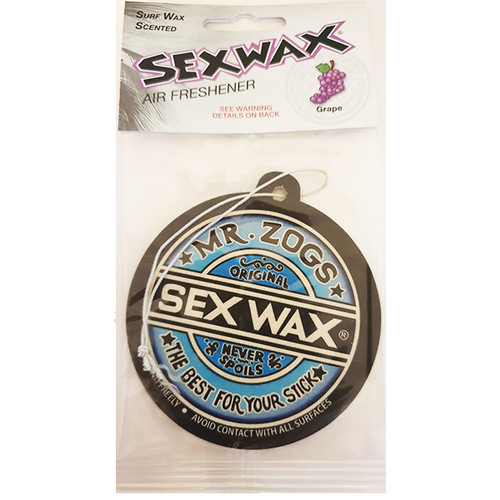 SURF WAX
SCENTED
SEXWAX®
AIR FRESHENER
SEE WARNING
DETAILS ON BACK
Grape
MR. ZOGS
ORIGINAL
SEX WAX®
NEVER
SPOILS
THE BEST FOR YOUR STICK
FREELY. AVOID CONTACT WITH ALL SURFACES